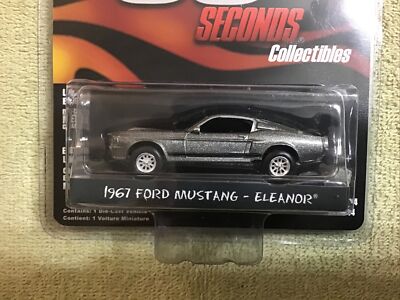 SECONDS
Collectibles
1967 FORD MUSTANG - ELEANOR®
Contains: 1 Die-Cast Vehicle
Contient: 1 Voiture Miniature